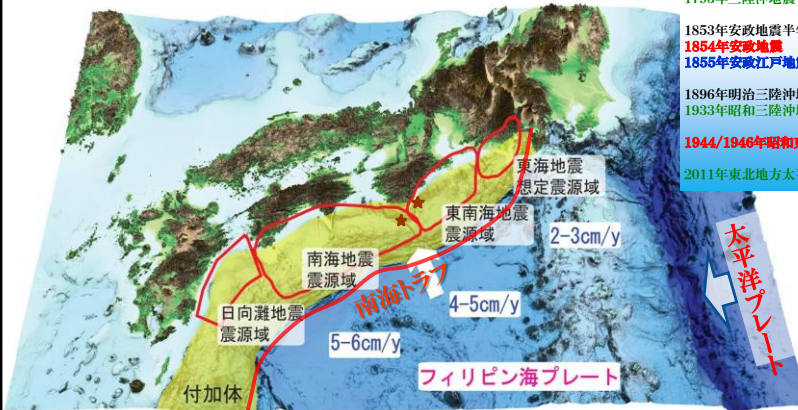 1853年安政地震半
1854年安政地震
1855年安政江戸地
1896年明治三陸沖
1933年昭和三陸沖
1944/1946年昭和
2011年東北地方太
東海地震
想定震源域
東南海地震
震源域
南海地震
震源域
日向灘地震
震源域
付加体
南海トラフ
2-3cm/y
4-5cm/y
5-6cm/y
フィリピン海プレート
太平洋プレート